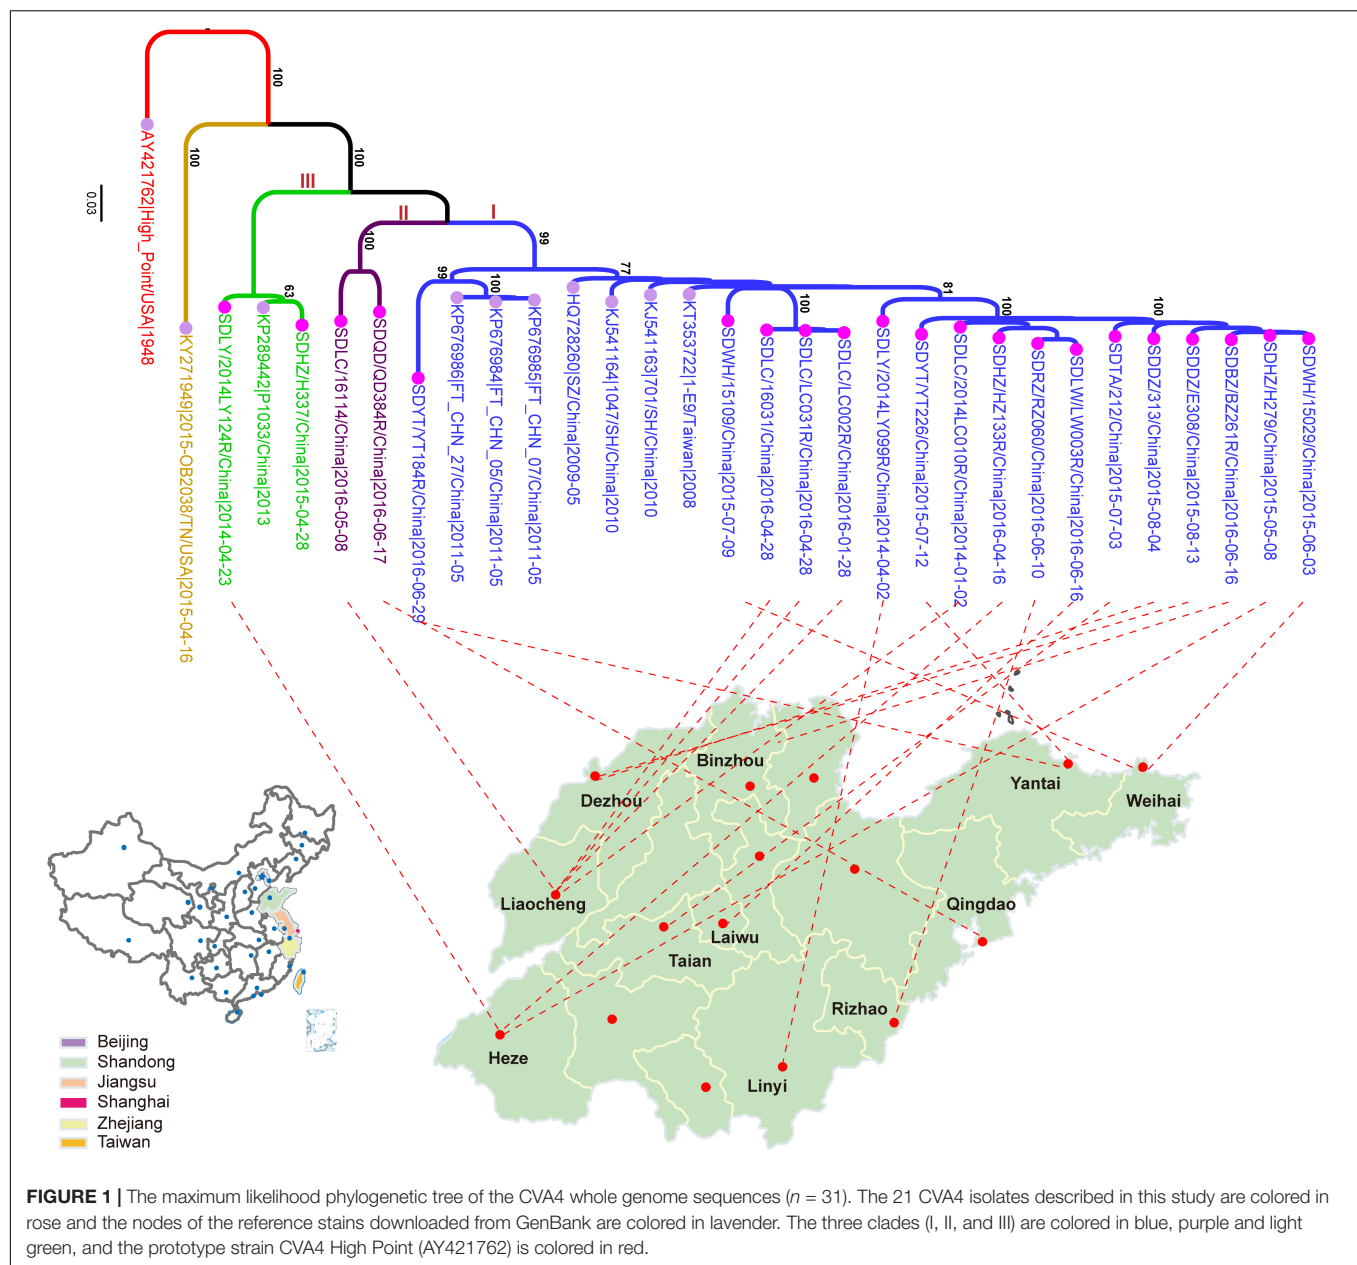 100
100
100
III
II
I
100
99
63
99
100
77
100
81
100
100
0.03
AY421762|High_Point/USA|1948
KY271949|2015-OB2038/TN/USA|2015-04-16
SDLY/2014LY124R/China|2014-04-23
KP289442|P1033/China|2013
SDHZ/H337/China|2015-04-28
SDLC/16114/China|2016-05-08
SDQD/QD384R/China|2016-06-17
SDYT/YT184R/China|2016-06-29
KP676986|FT_CHN_27/China|2011-05
KP676984|FT_CHN_05/China|2011-05
KP676985|FT_CHN_07/China|2011-05
HQ728260|SZ/China|2009-05
KJ541164|1047/SH/China|2010
KJ541163|701/SH/China|2010
KT353722|1-E9/Taiwan|2008
SDWH/15109/China|2015-07-09
SDLC/16031/China|2016-04-28
SDLC/LC031R/China|2016-04-28
SDLC/LC002R/China|2016-01-28
SDLY/2014LY099R/China|2014-04-02
SDYT/YT226/China|2015-07-12
SDLC/2014LC010R/China|2014-01-02
SDHZ/HZ133R/China|2016-04-16
SDRZ/RZ060/China|2016-06-10
SDLW/LW003R/China|2016-06-16
SDTA/212/China|2015-07-03
SDDZ/313/China|2015-08-04
SDDZ/E308/China|2015-08-13
SDBZ/BZ261R/China|2016-06-16
SDHZ/H279/China|2015-05-08
SDWH/15029/China|2015-06-03
Binzhou
Dezhou
Yantai
Weihai
Liaocheng
Qingdao
Laiwu
Taian
Rizhao
Heze
Linyi
Beijing
Shandong
Jiangsu
Shanghai
Zhejiang
Taiwan
FIGURE 1 | The maximum likelihood phylogenetic tree of the CVA4 whole genome sequences (n = 31). The 21 CVA4 isolates described in this study are colored in
rose and the nodes of the reference stains downloaded from GenBank are colored in lavender. The three clades (I, II, and III) are colored in blue, purple and light
green, and the prototype strain CVA4 High Point (AY421762) is colored in red.